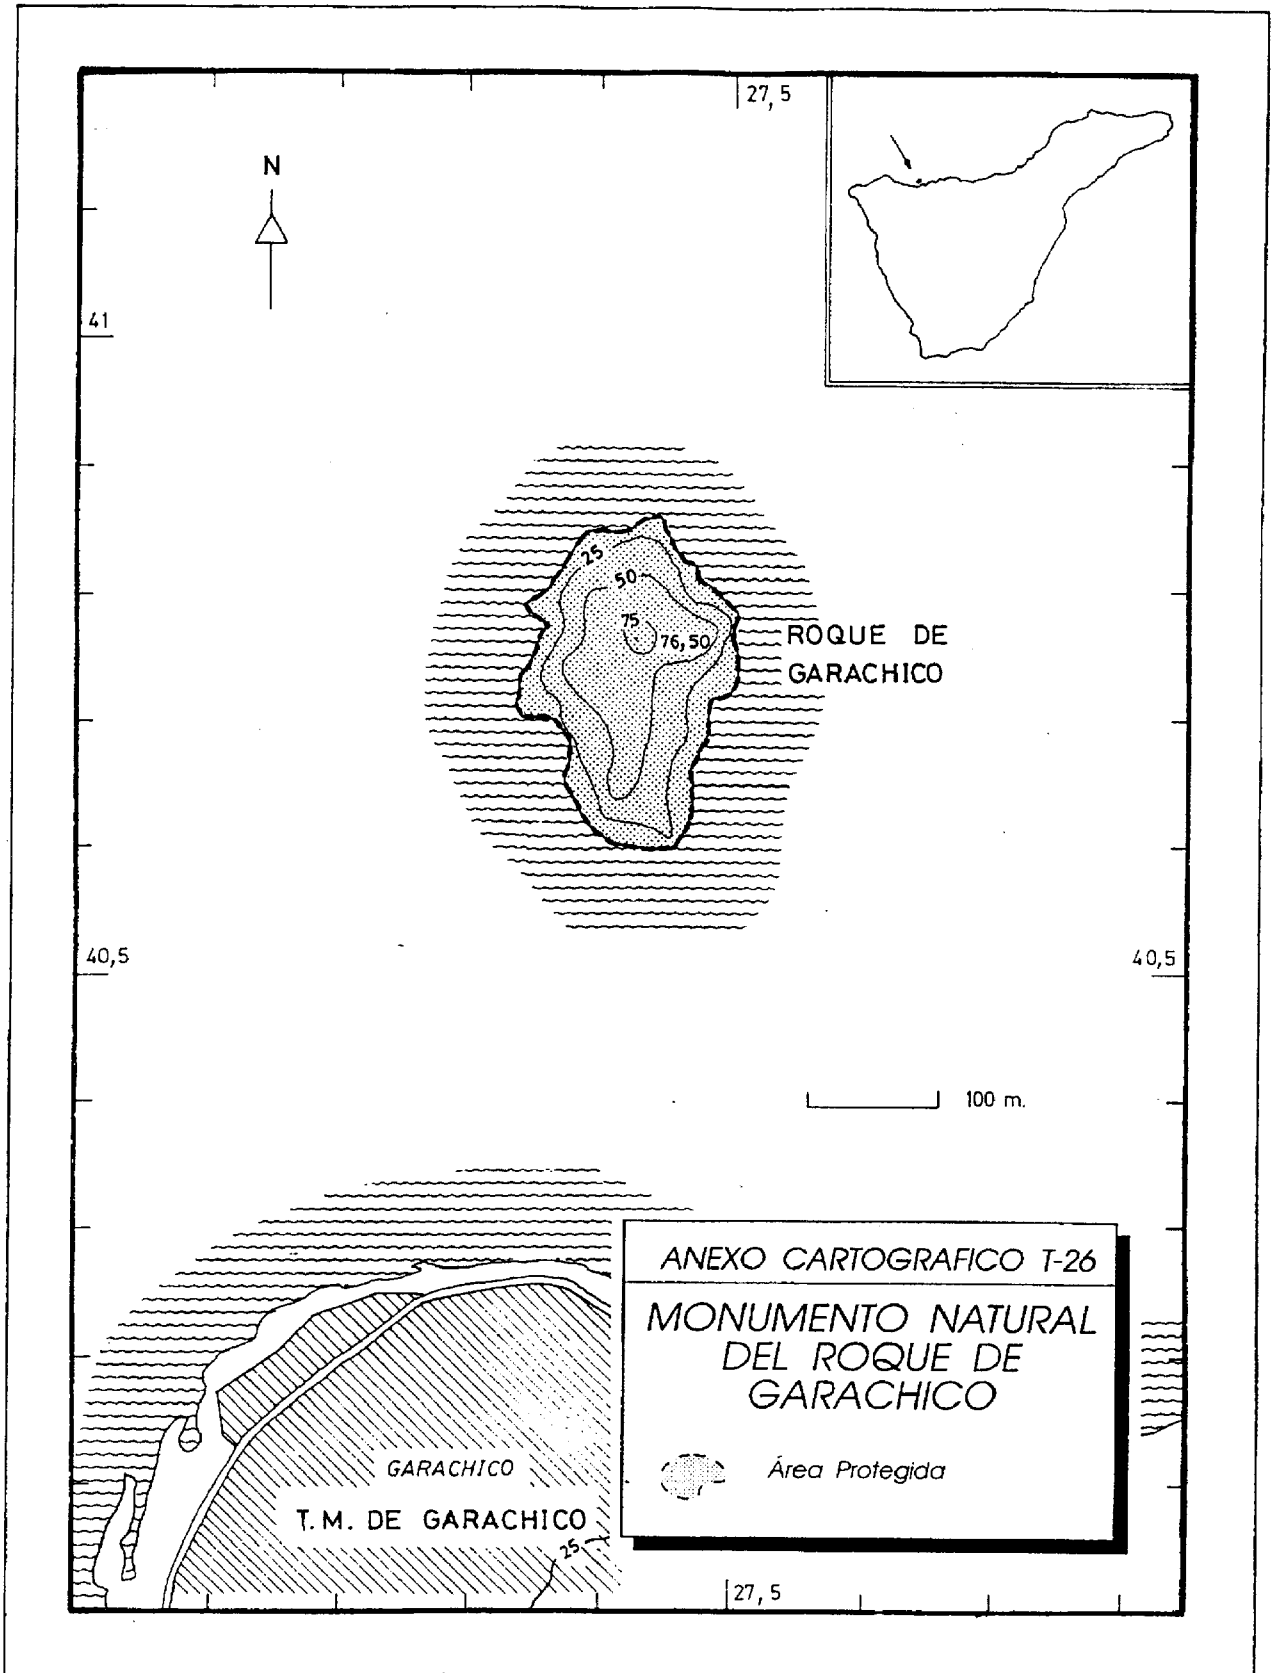 27,5
N
41
25
50
75
76,50
ROQUE DE
GARACHICO
40,5
40,5
100 m.
ANEXO CARTOGRAFICO T-26
MONUMENTO NATURAL
DEL ROQUE DE
GARACHICO
Área Protegida
GARACHICO
T.M. DE GARACHICO
25
27,5